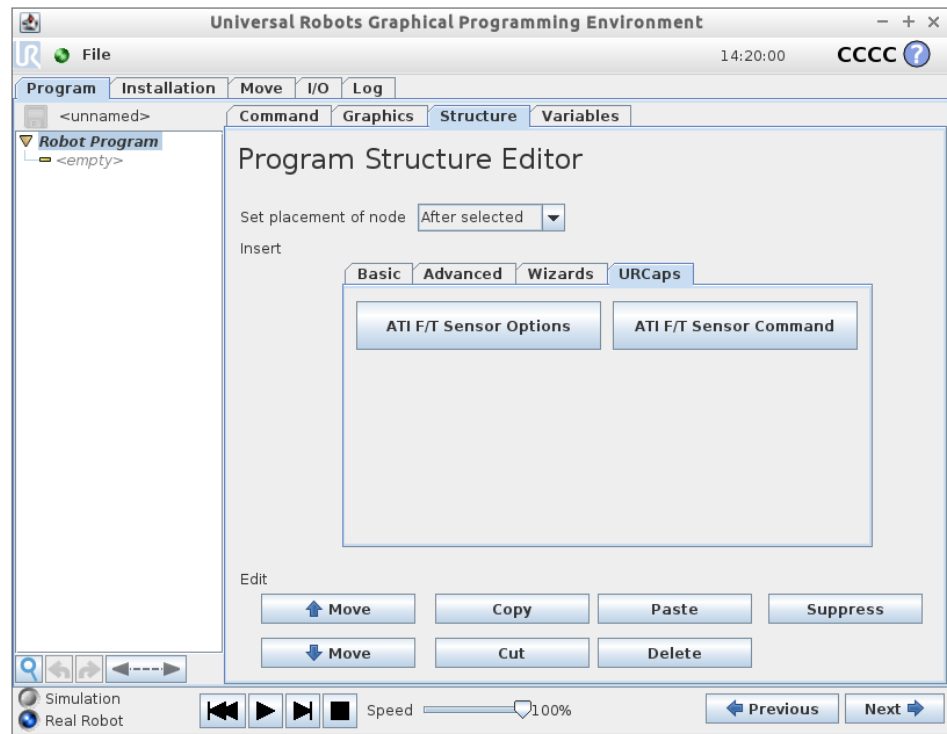 Universal Robots Graphical Programming Environment
UR File 14:20:00 CCCC ?
Program Installation Move I/O Log
<unnamed> Command Graphics Structure Variables
Robot Program
<empty>
Program Structure Editor
Set placement of node After selected
Insert
Basic Advanced Wizards URCaps
ATI F/T Sensor Options ATI F/T Sensor Command
Edit
Move Copy Paste Suppress
Move Cut Delete
Simulation
Real Robot
Speed 100% Previous Next